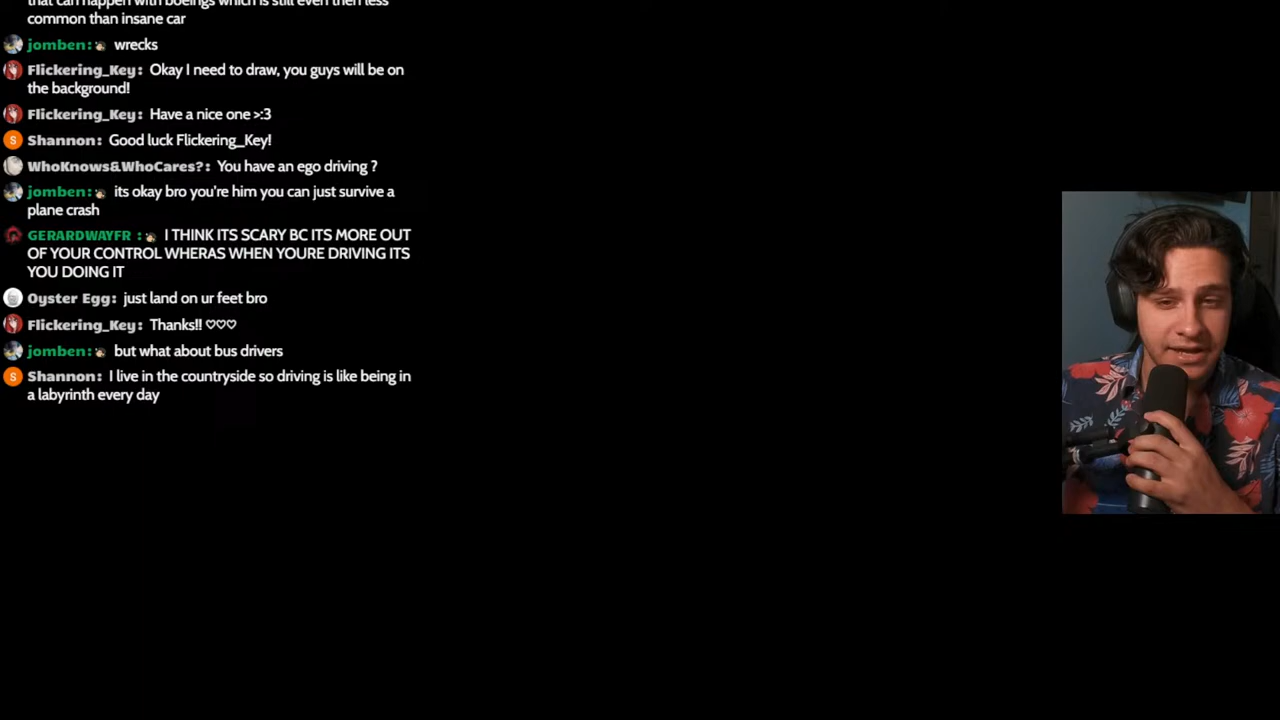 that can happen with boeings which is still even then less
common than insane car
jomben: wrecks
Flickering_Key: Okay I need to draw, you guys will be on
the background!
Flickering_Key: Have a nice one >:3
S Shannon: Good luck Flickering_Key!
WhoKnows&WhoCares?: You have an ego driving ?
jomben: its okay bro you're him you can just survive a
plane crash
GERARDWAYFR : I THINK ITS SCARY BC ITS MORE OUT
OF YOUR CONTROL WHERAS WHEN YOURE DRIVING ITS
YOU DOING IT
Oyster Egg: just land on ur feet bro
Flickering_Key: Thanks!! ♡♡♡
jomben: but what about bus drivers
S Shannon: I live in the countryside so driving is like being in
a labyrinth every day